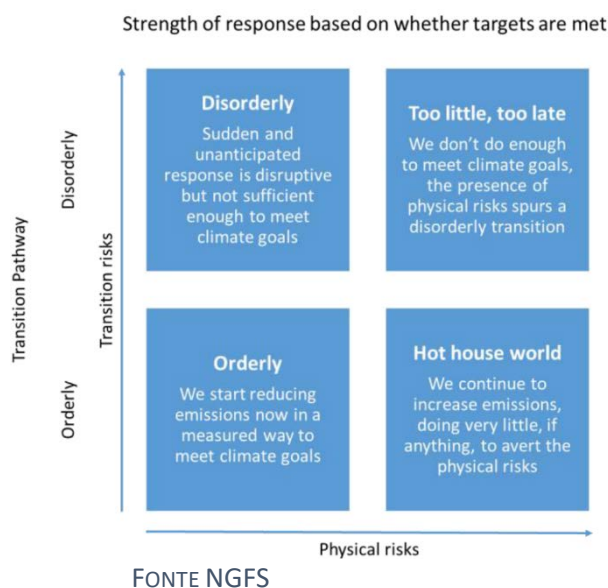 Strength of response based on whether targets are met
Disorderly
Sudden and
unanticipated
response is disruptive
but not sufficient
enough to meet
climate goals
Too little, too late
We don’t do enough
to meet climate goals,
the presence of
physical risks spurs a
disorderly transition
Transition Pathway
Disorderly
Orderly
Transition risks
Orderly
We start reducing
emissions now in a
measured way to
meet climate goals
Hot house world
We continue to
increase emissions,
doing very little, if
anything, to avert the
physical risks
Physical risks
FONTE NGFS